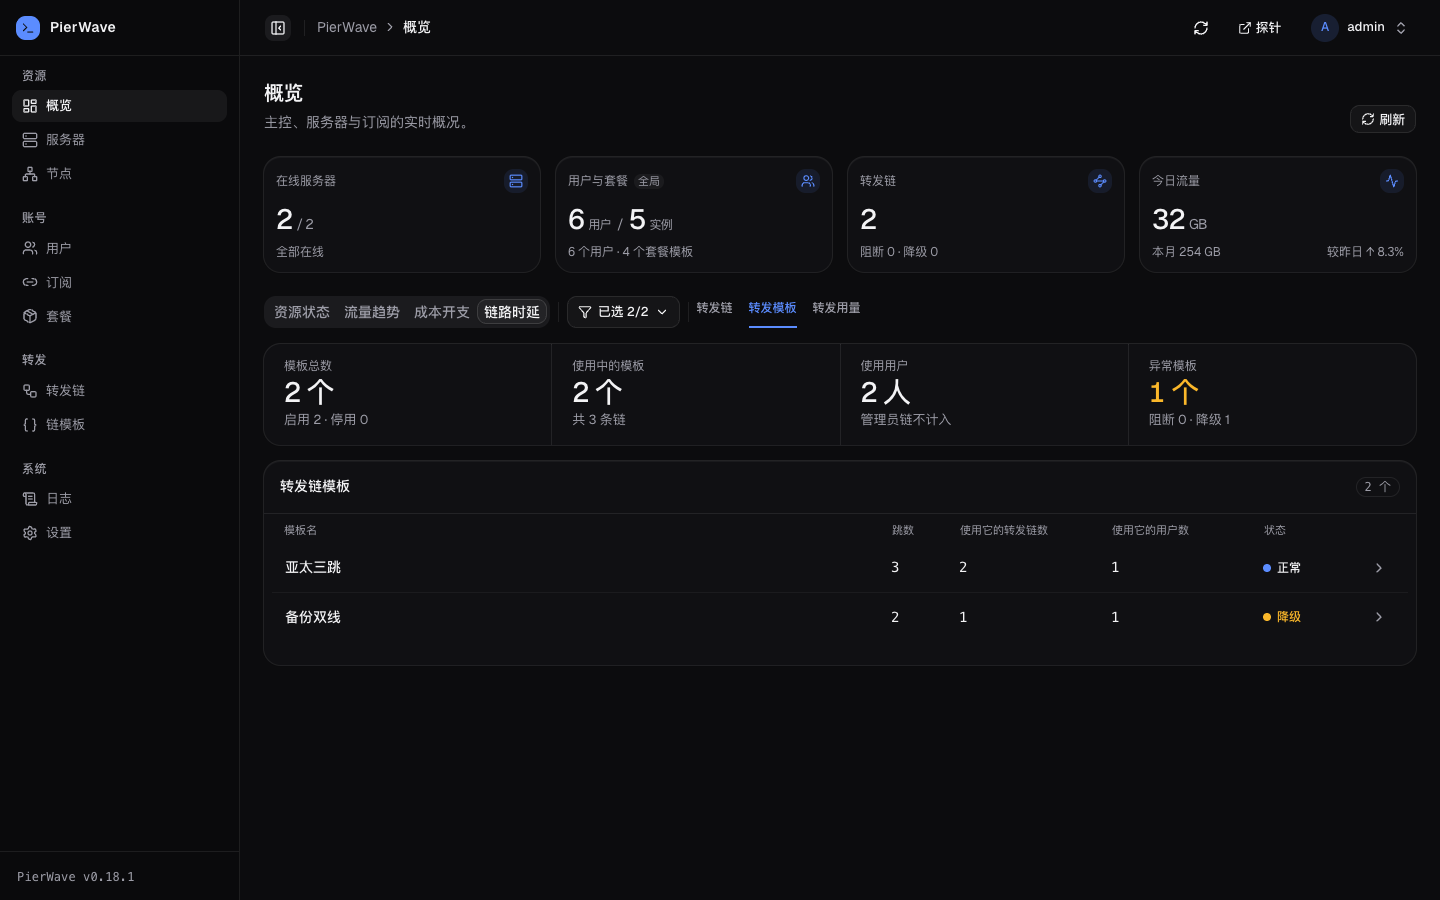 PierWave
PierWave > 概览
探针
A admin
资源
概览
服务器
节点
账号
用户
订阅
套餐
转发
转发链
链模板
系统
日志
设置
PierWave v0.18.1
概览
主控、服务器与订阅的实时概况。
刷新
在线服务器
2 / 2
全部在线
用户与套餐 全局
6 用户 / 5 实例
6 个用户 · 4 个套餐模板
转发链
2
阻断 0 · 降级 0
今日流量
32 GB
本月 254 GB 较昨日 ↑ 8.3%
资源状态 流量趋势 成本开支 链路时延
已选 2/2
转发链 转发模板 转发用量
模板总数
2 个
启用 2 · 停用 0
使用中的模板
2 个
共 3 条链
使用用户
2 人
管理员链不计入
异常模板
1 个
阻断 0 · 降级 1
转发链模板
2 个
模板名 跳数 使用它的转发链数 使用它的用户数 状态
亚太三跳 3 2 1 正常
备份双线 2 1 1 降级